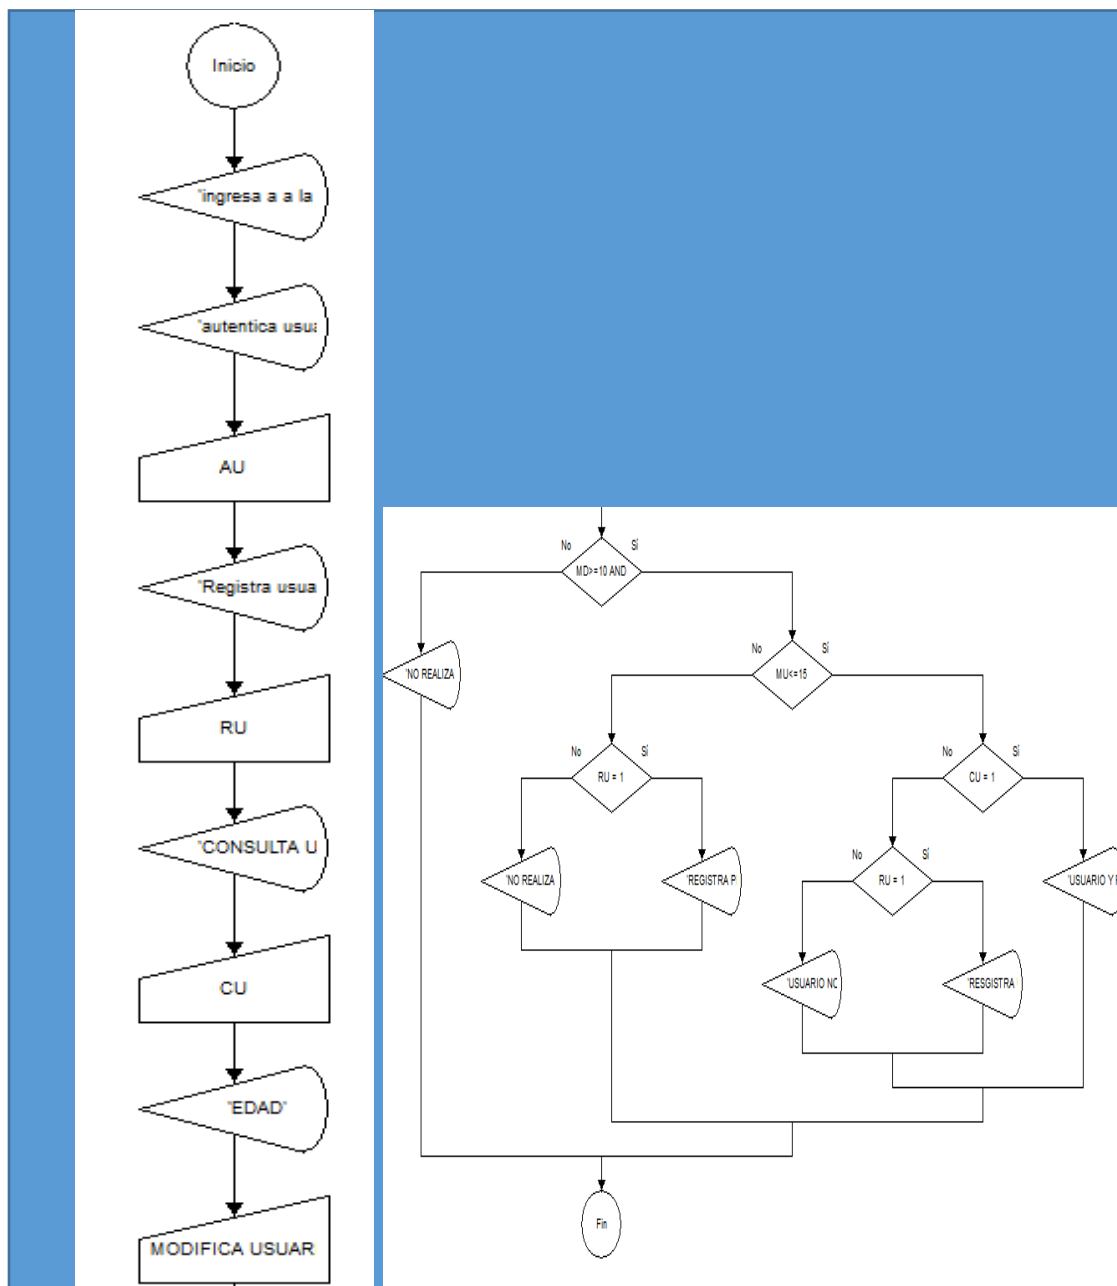 Inicio
"ingresa a a la
"autentica usua
AU
"Registra usua
RU
"CONSULTA U
CU
"EDAD"
MODIFICA USUAR
No
Sí
MD>=10 AND
No
Sí
"NO REALIZA
MU<=15
No
Sí
No
Sí
RU = 1
CU = 1
No
Sí
"NO REALIZA
"REGISTRA P
RU = 1
"USUARIO Y
"USUARIO NO
"RESGISTRA
Fin